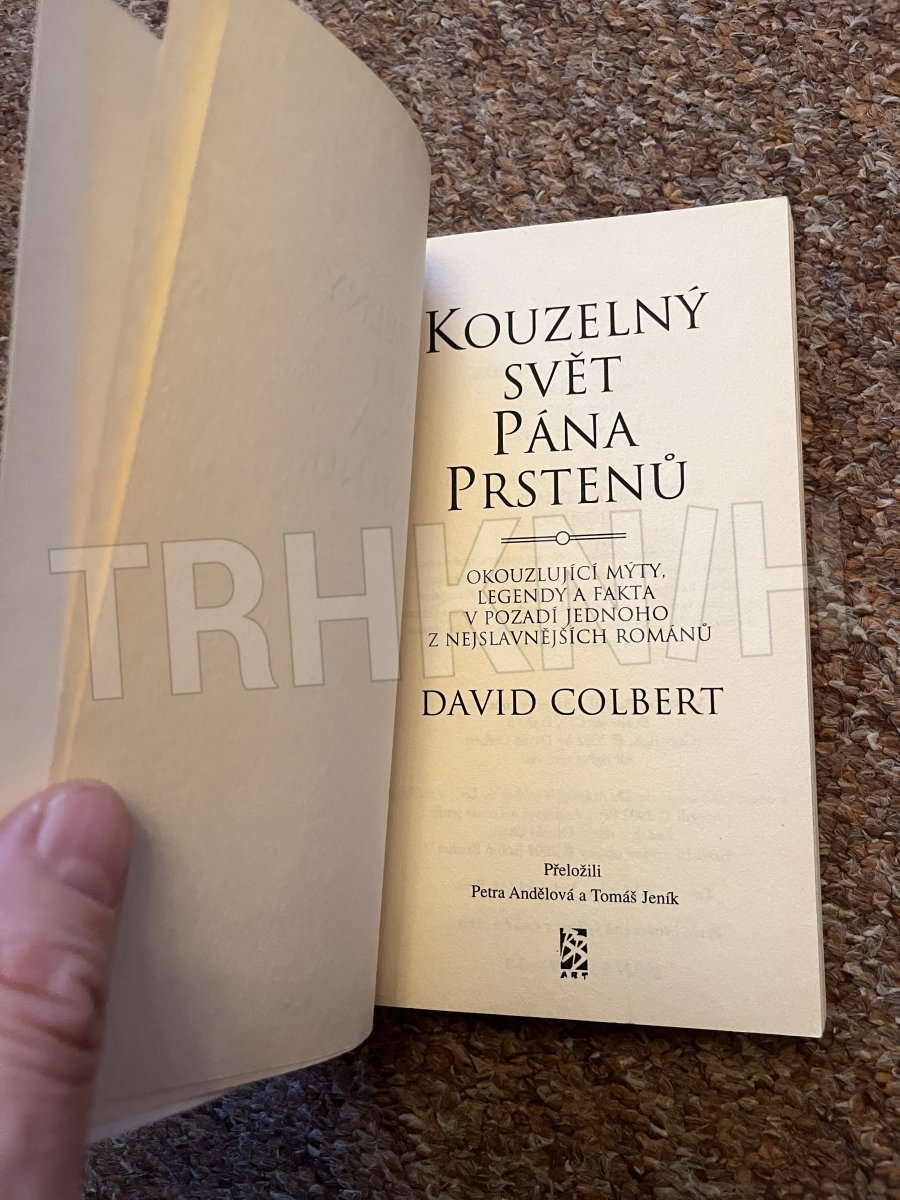 KOUZELNÝ
SVĚT
PÁNA
PRSTENŮ
OKOUZLUJÍCÍ MÝTY,
LEGENDY A FAKTA
V POZADÍ JEDNOHO
Z NEJSLAVNĚJŠÍCH ROMÁNŮ
DAVID COLBERT
Přeložili
Petra Andělová a Tomáš Jeník
BB
ART
TRHKNIH